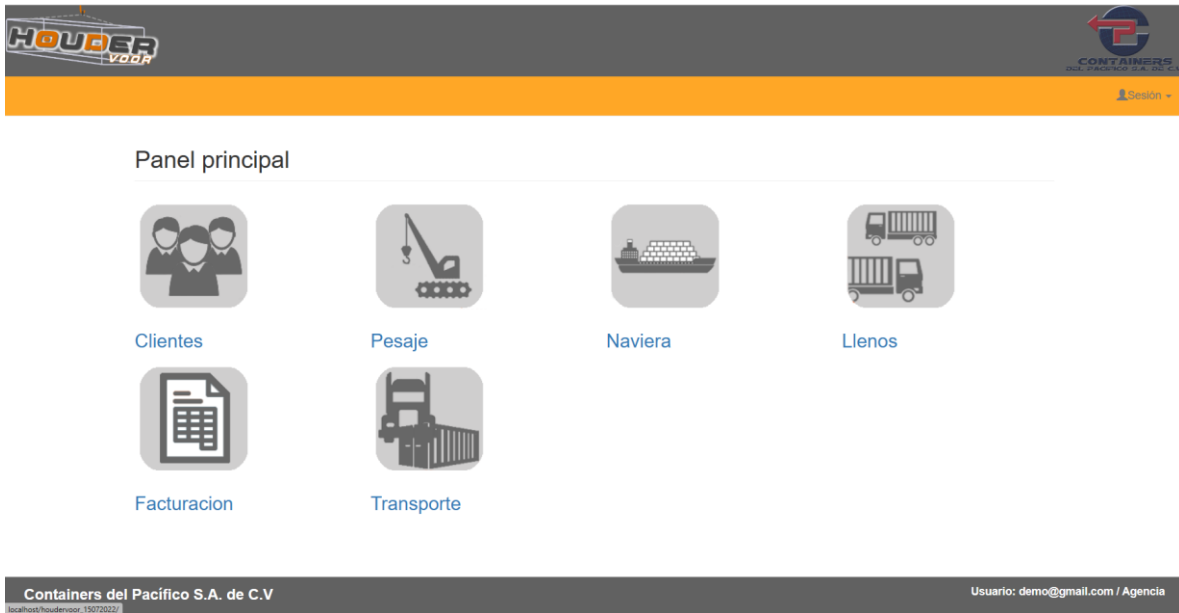 HOUDER
VOOR
CONTAINERS
DEL PACIFICO S.A. DE C.V
Sesión
Panel principal
Clientes
Pesaje
Naviera
Llenos
Facturacion
Transporte
Containers del Pacífico S.A. de C.V
Usuario: demo@gmail.com / Agencia
localhost/houdervoor_15072022/